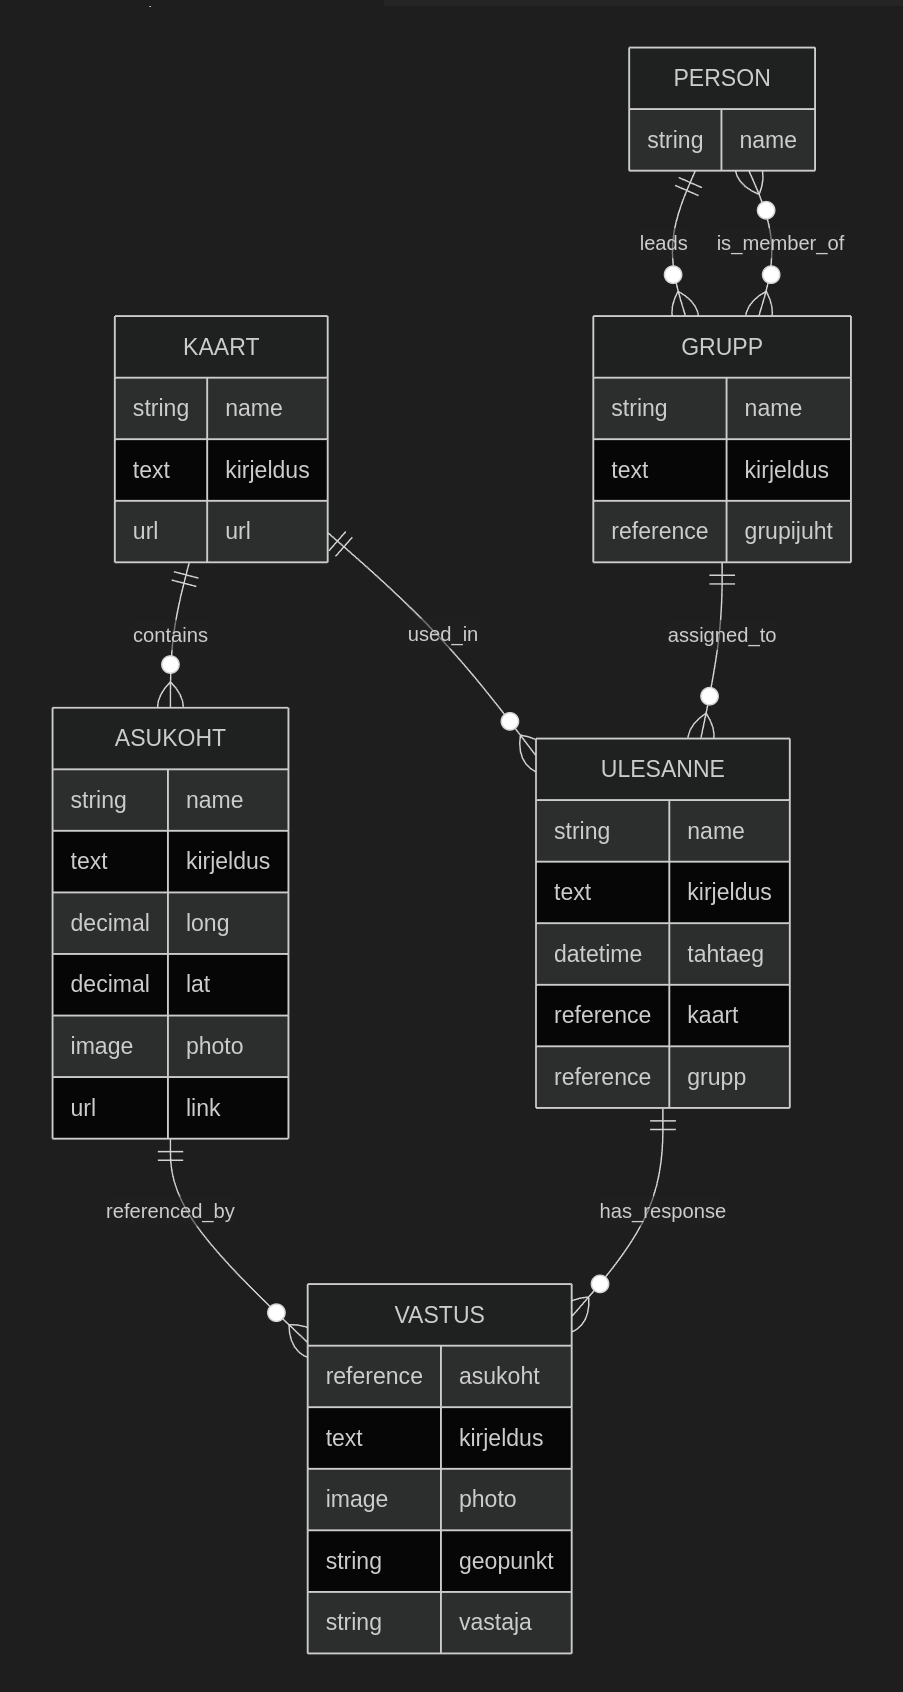 PERSON
string name
leads is_member_of
KAART
string name
text kirjeldus
url url
GRUPP
string name
text kirjeldus
reference grupijuht
contains
used_in
assigned_to
ASUKOHT
string name
text kirjeldus
decimal long
decimal lat
image photo
url link
ULESANNE
string name
text kirjeldus
datetime tahtaeg
reference kaart
reference grupp
referenced_by
has_response
VASTUS
reference asukoht
text kirjeldus
image photo
string geopunkt
string vastaja